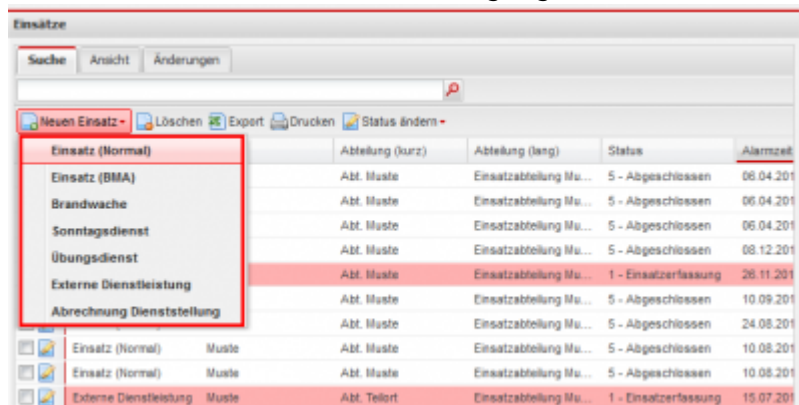 Einsätze
Suche Ansicht Änderungen
Neuen Einsatz Löschen Export Drucken Status ändern
Einsatz (Normal) Abteilung (kurz) Abteilung (lang) Status Alarmzeit
Einsatz (BMA) Abt. Muste Einsatzabteilung Mu... 5 - Abgeschlossen 06.04.201
Brandwache Abt. Muste Einsatzabteilung Mu... 5 - Abgeschlossen 06.04.201
Sonntagsdienst Abt. Muste Einsatzabteilung Mu... 5 - Abgeschlossen 06.04.201
Übungsdienst Abt. Muste Einsatzabteilung Mu... 5 - Abgeschlossen 08.12.201
Externe Dienstleistung Abt. Muste Einsatzabteilung Mu... 1 - Einsatzerfassung 26.11.201
Abrechnung Dienststellung Abt. Muste Einsatzabteilung Mu... 5 - Abgeschlossen 10.09.201
Abt. Muste Einsatzabteilung Mu... 5 - Abgeschlossen 24.08.201
Einsatz (Normal) Muste Abt. Muste Einsatzabteilung Mu... 5 - Abgeschlossen 10.08.201
Einsatz (Normal) Muste Abt. Muste Einsatzabteilung Mu... 5 - Abgeschlossen 10.08.201
Externe Dienstleistung Muste Abt. Teilort Einsatzabteilung Mu... 1 - Einsatzerfassung 15.07.201